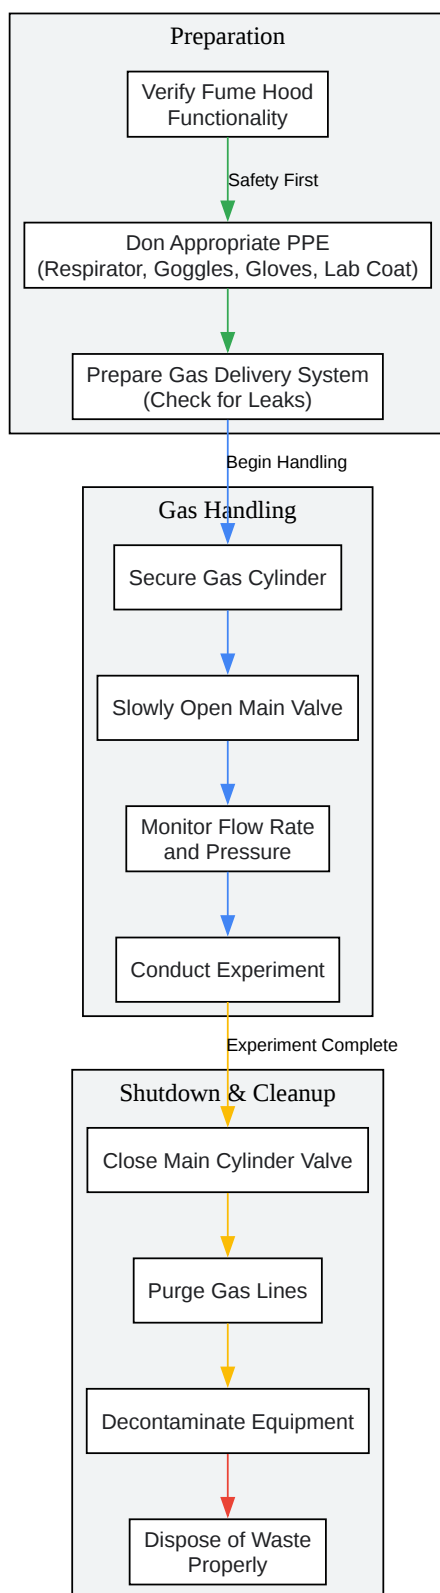 Preparation
Verify Fume Hood
Functionality
Safety First
Don Appropriate PPE
(Respirator, Goggles, Gloves, Lab Coat)
Prepare Gas Delivery System
(Check for Leaks)
Begin Handling
Gas Handling
Secure Gas Cylinder
Slowly Open Main Valve
Monitor Flow Rate
and Pressure
Conduct Experiment
Experiment Complete
Shutdown & Cleanup
Close Main Cylinder Valve
Purge Gas Lines
Decontaminate Equipment
Dispose of Waste
Properly